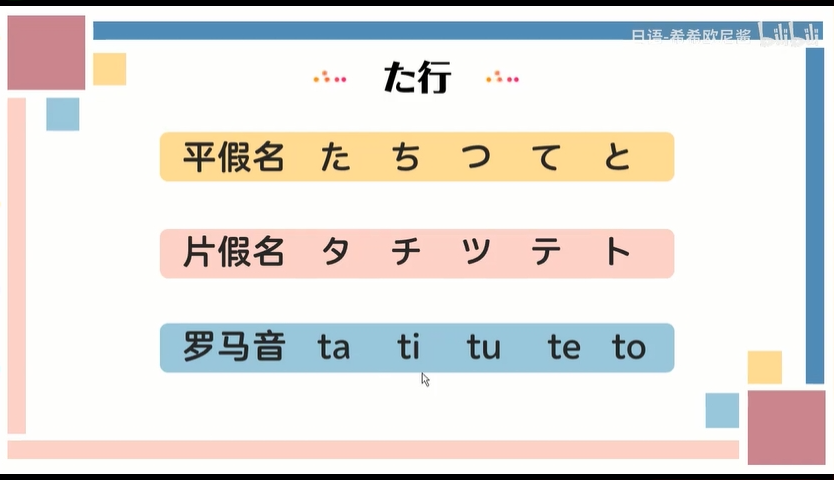 日语-希希欧尼酱 bilibili
た行
平假名 た ち つ て と
片假名 タ チ ツ テ ト
罗马音 ta ti tu te to